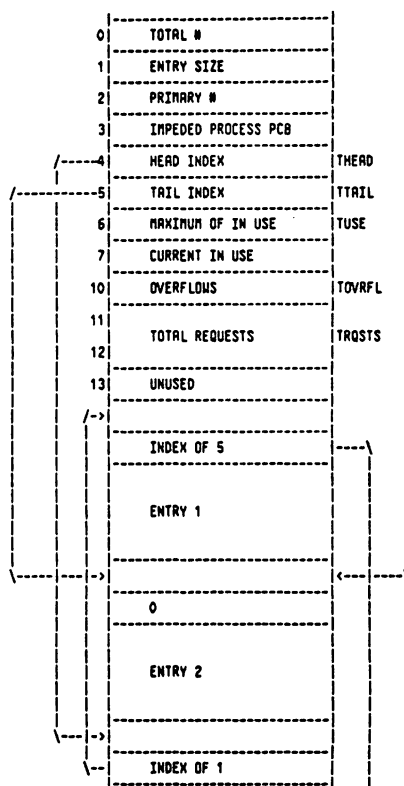 0 TOTAL #
1 ENTRY SIZE
2 PRIMARY #
3 IMPEDED PROCESS PCB
4 HEAD INDEX THEAD
5 TAIL INDEX TTAIL
6 MAXIMUM OF IN USE TUSE
7 CURRENT IN USE
10 OVERFLOWS TOVRFL
11
TOTAL REQUESTS TRQSTS
12
13 UNUSED
INDEX OF 5
ENTRY 1
0
ENTRY 2
INDEX OF 1